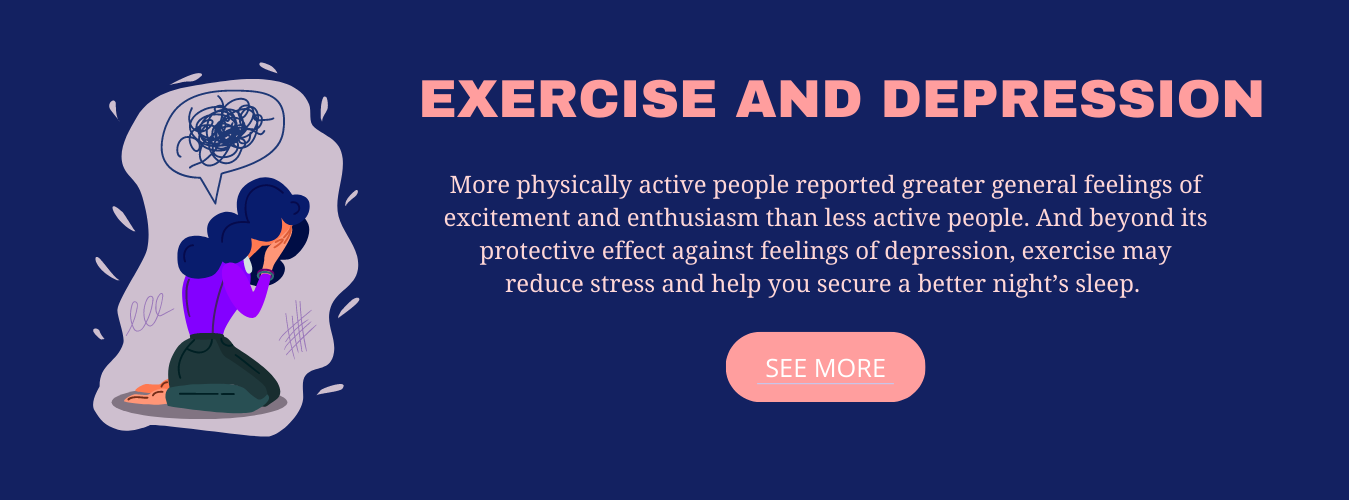 EXERCISE AND DEPRESSION
More physically active people reported greater general feelings of
excitement and enthusiasm than less active people. And beyond its
protective effect against feelings of depression, exercise may
reduce stress and help you secure a better night’s sleep.
SEE MORE